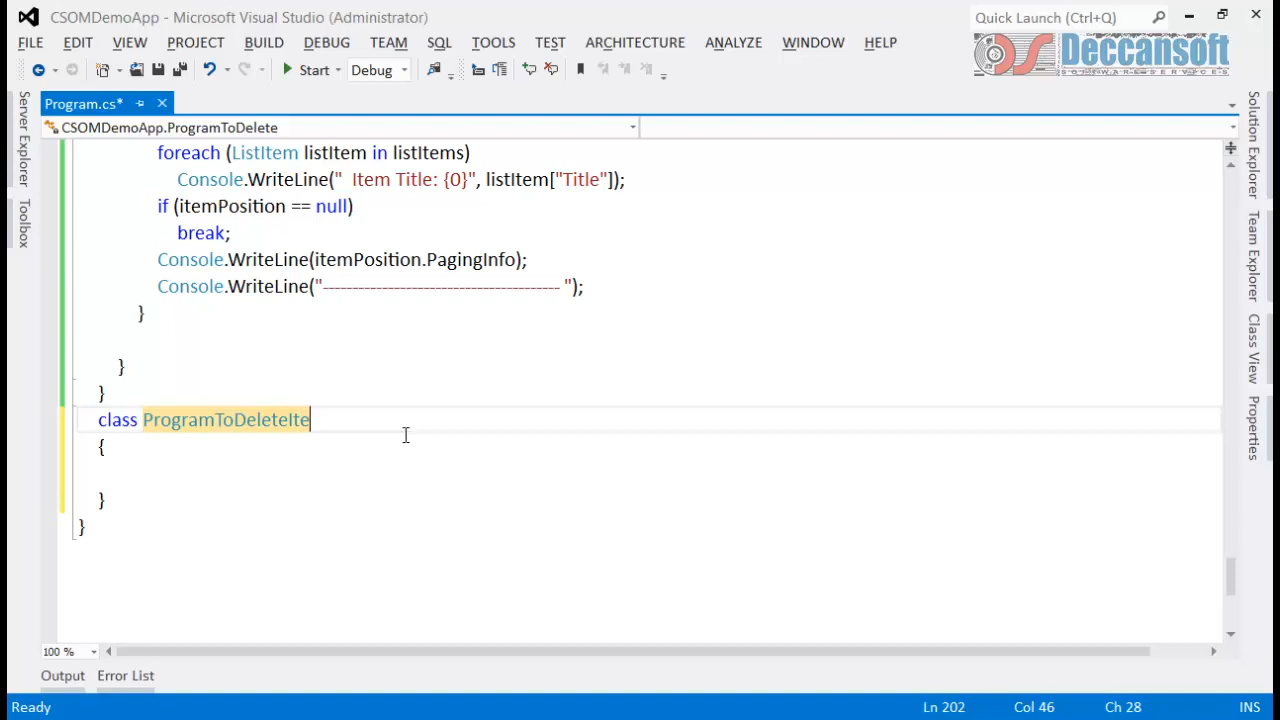 CSOMDemoApp - Microsoft Visual Studio (Administrator)
Quick Launch (Ctrl+Q)
FILE EDIT VIEW PROJECT BUILD DEBUG TEAM SQL TOOLS TEST ARCHITECTURE ANALYZE WINDOW HELP
DS Deccansoft
SOFTWARE SERVICES
Start Debug
Program.cs*
CSOMDemoApp.ProgramToDelete
Server Explorer
Toolbox
foreach (ListItem listItem in listItems)
Console.WriteLine("  Item Title: {0}", listItem["Title"]);
if (itemPosition == null)
break;
Console.WriteLine(itemPosition.PagingInfo);
Console.WriteLine("---------------------------------------- ");
}
}
}
class ProgramToDeleteIte
{
}
}
Solution Explorer
Team Explorer
Class View
Properties
100 %
Output Error List
Ready Ln 202 Col 46 Ch 28 INS